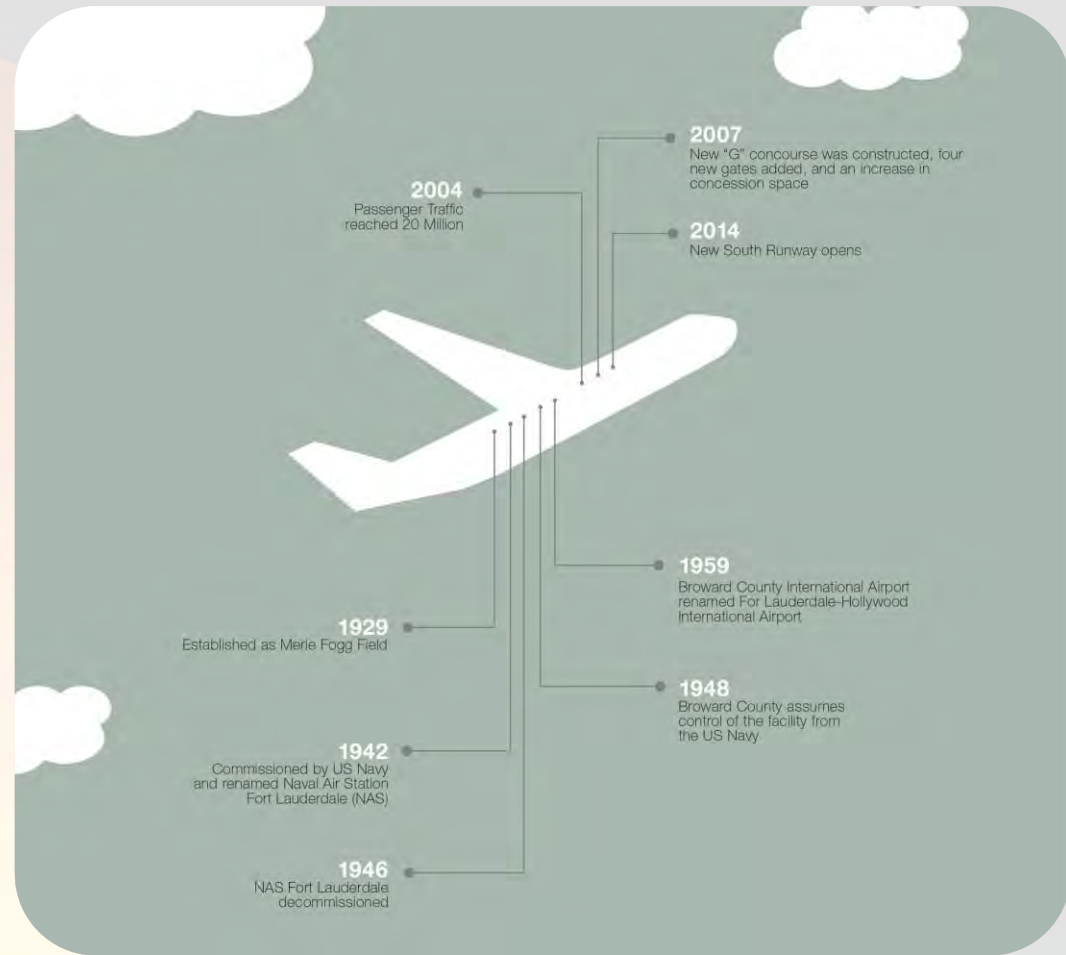 2007
New "G" concourse was constructed, four
new gates added, and an increase in
concession space
2004
Passenger Traffic
reached 20 Million
2014
New South Runway opens
1959
Broward County International Airport
renamed For Lauderdale-Hollywood
International Airport
1929
Established as Merle Fogg Field
1948
Broward County assumes
control of the facility from
the US Navy
1942
Commissioned by US Navy
and renamed Naval Air Station
Fort Lauderdale (NAS)
1946
NAS Fort Lauderdale
decommissioned